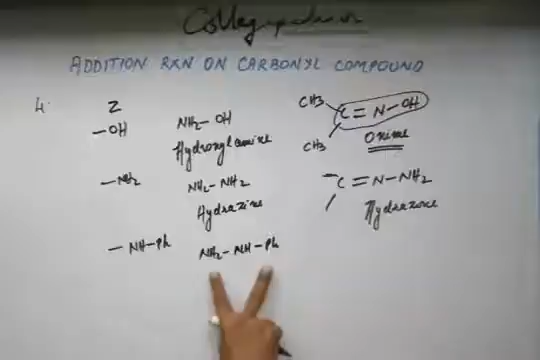 ADDITION RXN ON CARBONYL COMPOUND
4. Z
—OH NH2—OH CH3 C=N—OH
Hydroxylamine CH3 Oxime
—NH2 NH2—NH2 C=N—NH2
Hydrazine Hydrazone
—NH—Ph NH2—NH—Ph